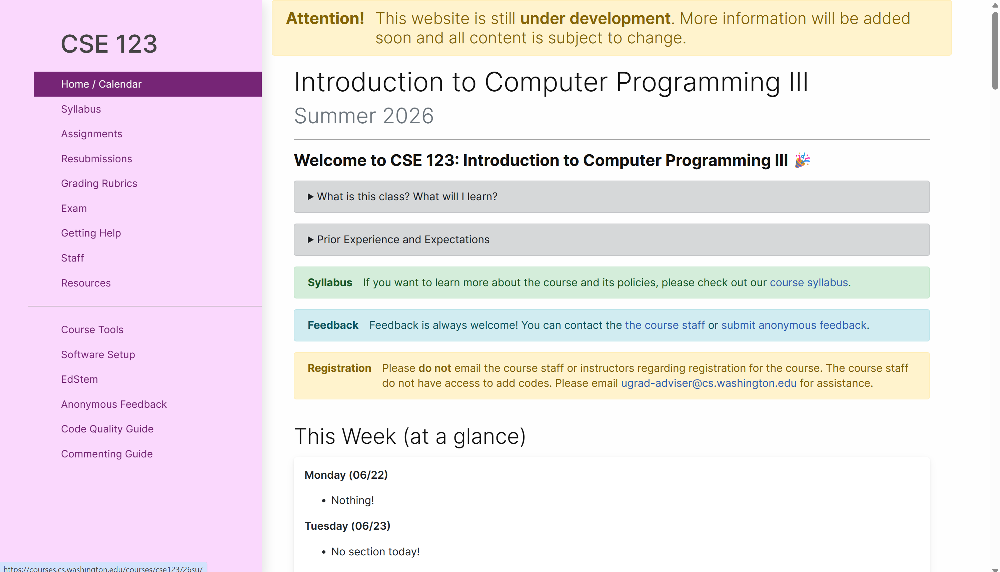 CSE 123
Home / Calendar
Syllabus
Assignments
Resubmissions
Grading Rubrics
Exam
Getting Help
Staff
Resources
Course Tools
Software Setup
EdStem
Anonymous Feedback
Code Quality Guide
Commenting Guide
https://courses.cs.washington.edu/courses/cse123/26su/
Attention! This website is still under development. More information will be added
soon and all content is subject to change.
Introduction to Computer Programming III
Summer 2026
Welcome to CSE 123: Introduction to Computer Programming III 🎉
▶ What is this class? What will I learn?
▶ Prior Experience and Expectations
Syllabus If you want to learn more about the course and its policies, please check out our course syllabus.
Feedback Feedback is always welcome! You can contact the the course staff or submit anonymous feedback.
Registration Please do not email the course staff or instructors regarding registration for the course. The course staff
do not have access to add codes. Please email ugrad-adviser@cs.washington.edu for assistance.
This Week (at a glance)
Monday (06/22)
• Nothing!
Tuesday (06/23)
• No section today!